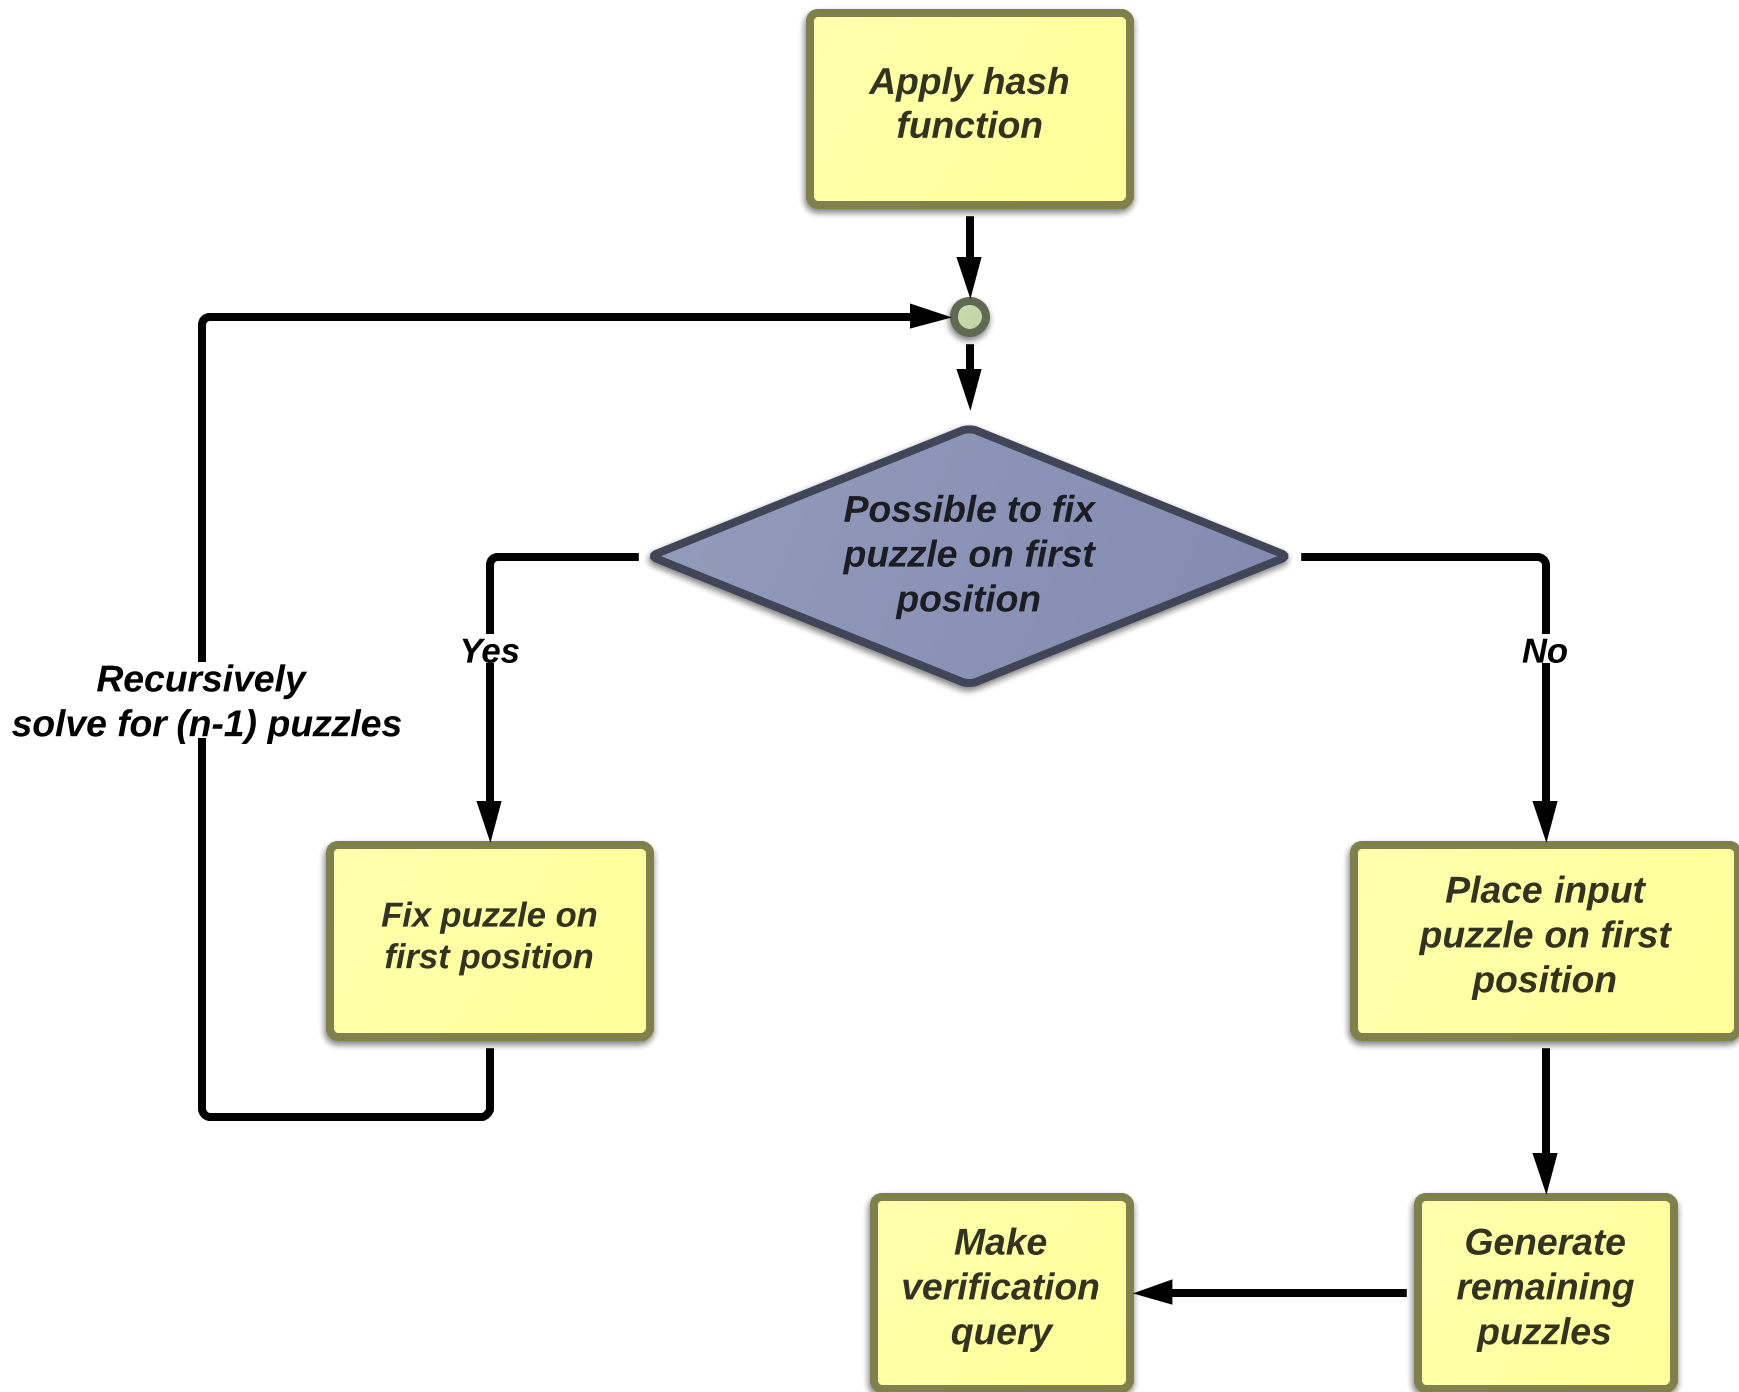 Apply hash
function
Possible to fix
puzzle on first
position
Yes
No
Recursively
solve for (n-1) puzzles
Fix puzzle on
first position
Place input
puzzle on first
position
Make
verification
query
Generate
remaining
puzzles